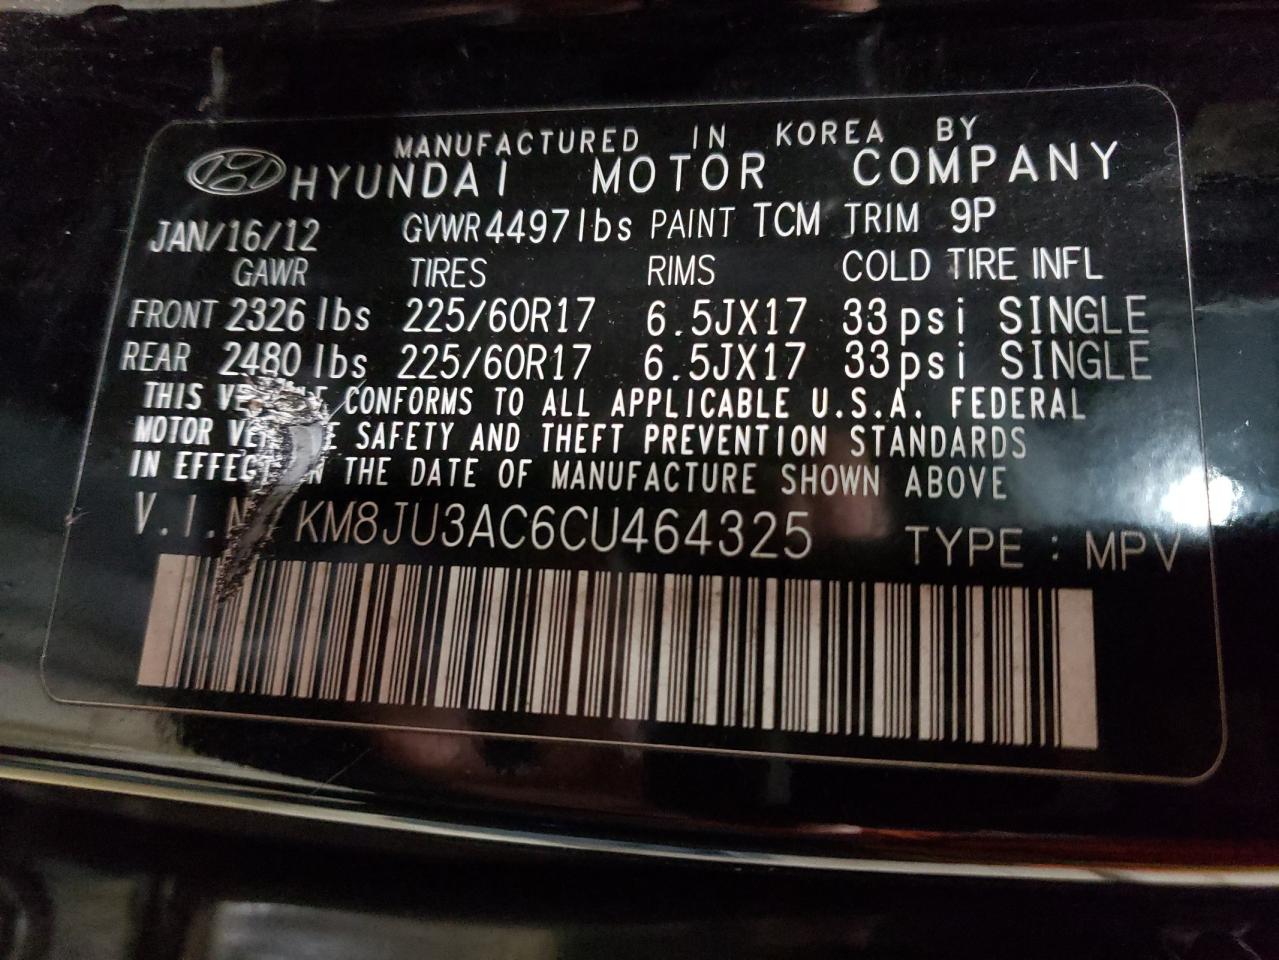 MANUFACTURED IN KOREA BY
HYUNDAI MOTOR COMPANY
JAN/16/12 GVWR 4497lbs PAINT TCM TRIM 9P
GAWR TIRES RIMS COLD TIRE INFL
FRONT 2326 lbs 225/60R17 6.5JX17 33psi SINGLE
REAR 2480 lbs 225/60R17 6.5JX17 33psi SINGLE
THIS CONFORMS TO ALL APPLICABLE U.S.A. FEDERAL
MOTOR SAFETY AND THEFT PREVENTION STANDARDS
IN EFFECT THE DATE OF MANUFACTURE SHOWN ABOVE
V.I.N KM8JU3AC6CU464325 TYPE : MPV